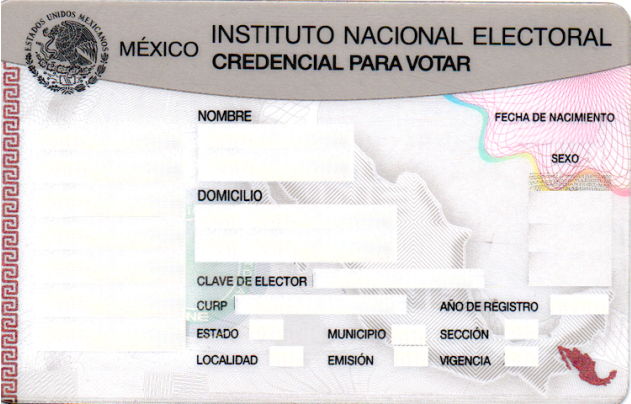 ESTADOS UNIDOS MEXICANOS
MÉXICO
INSTITUTO NACIONAL ELECTORAL
CREDENCIAL PARA VOTAR
NOMBRE
FECHA DE NACIMIENTO
SEXO
DOMICILIO
CLAVE DE ELECTOR
CURP
AÑO DE REGISTRO
ESTADO
MUNICIPIO
SECCIÓN
LOCALIDAD
EMISIÓN
VIGENCIA